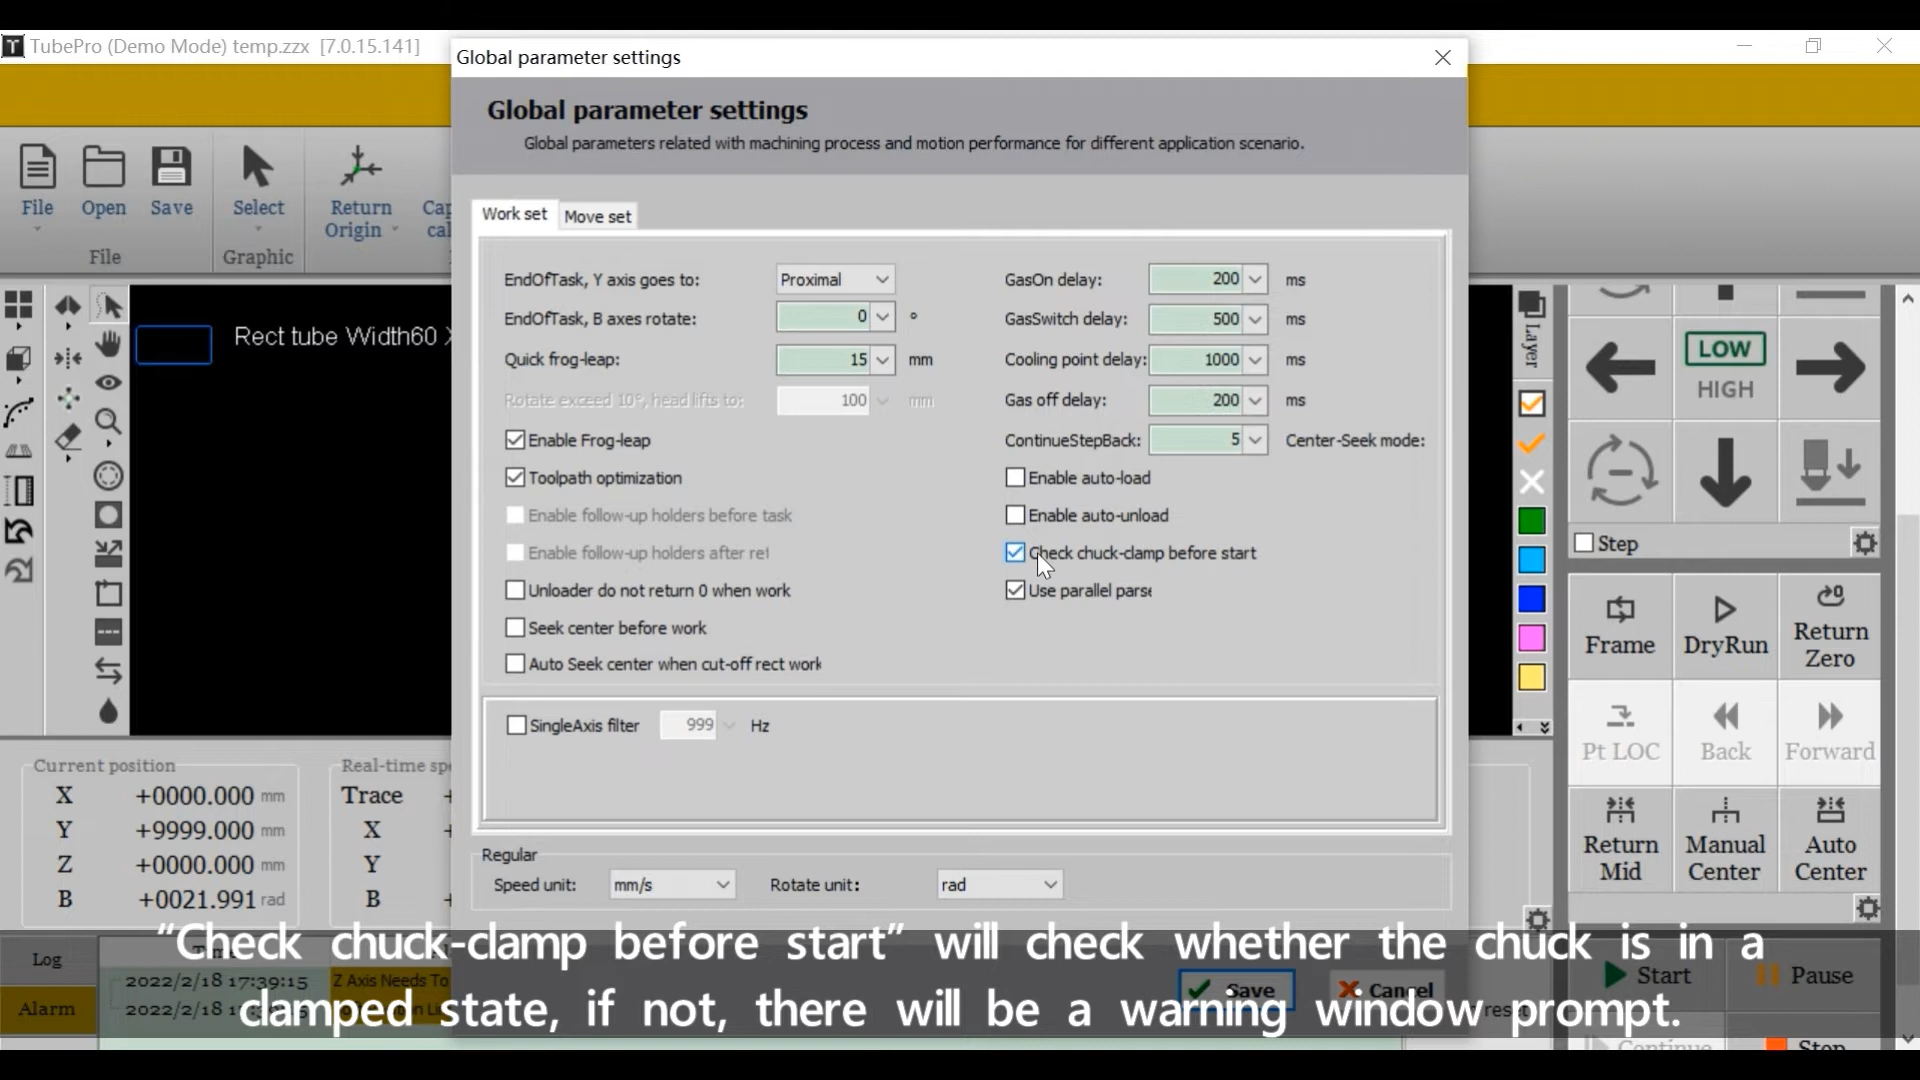 TubePro (Demo Mode) temp.zzx [7.0.15.141]
Global parameter settings
Global parameter settings
Global parameters related with machining process and motion performance for different application scenario.
File
Open
Save
Select
Return
Origin
File
Graphic
Work set
Move set
EndOfTask, Y axis goes to:
Proximal
EndOfTask, B axes rotate:
0
°
Quick frog-leap:
15
mm
Rotate exceed 10°, head lifts to:
100
mm
Enable Frog-leap
Toolpath optimization
Enable follow-up holders before task
Enable follow-up holders after ret
Unloader do not return 0 when work
Seek center before work
Auto Seek center when cut-off rect work
GasOn delay:
200
ms
GasSwitch delay:
500
ms
Cooling point delay:
1000
ms
Gas off delay:
200
ms
ContinueStepBack:
5
Center-Seek mode:
Enable auto-load
Enable auto-unload
Check chuck-clamp before start
Use parallel parse
SingleAxis filter
999
Hz
Regular
Speed unit:
mm/s
Rotate unit:
rad
Rect tube Width60 X
Layer
LOW
HIGH
Step
Frame
DryRun
Return
Zero
Pt LOC
Back
Forward
Return
Mid
Manual
Center
Auto
Center
Current position
X +0000.000 mm
Y +9999.000 mm
Z +0000.000 mm
B +0021.991 rad
Trace
X
Y
B
Log
Alarm
2022/2/18 17:39:15
Z Axis Needs To
2022/2/18
Save
Cancel
Start
Pause
Continue
Stop
“Check chuck-clamp before start” will check whether the chuck is in a
clamped state, if not, there will be a warning window prompt.